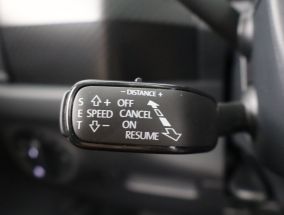 − DISTANCE +
S + OFF
E SPEED CANCEL
T − ON
RESUME